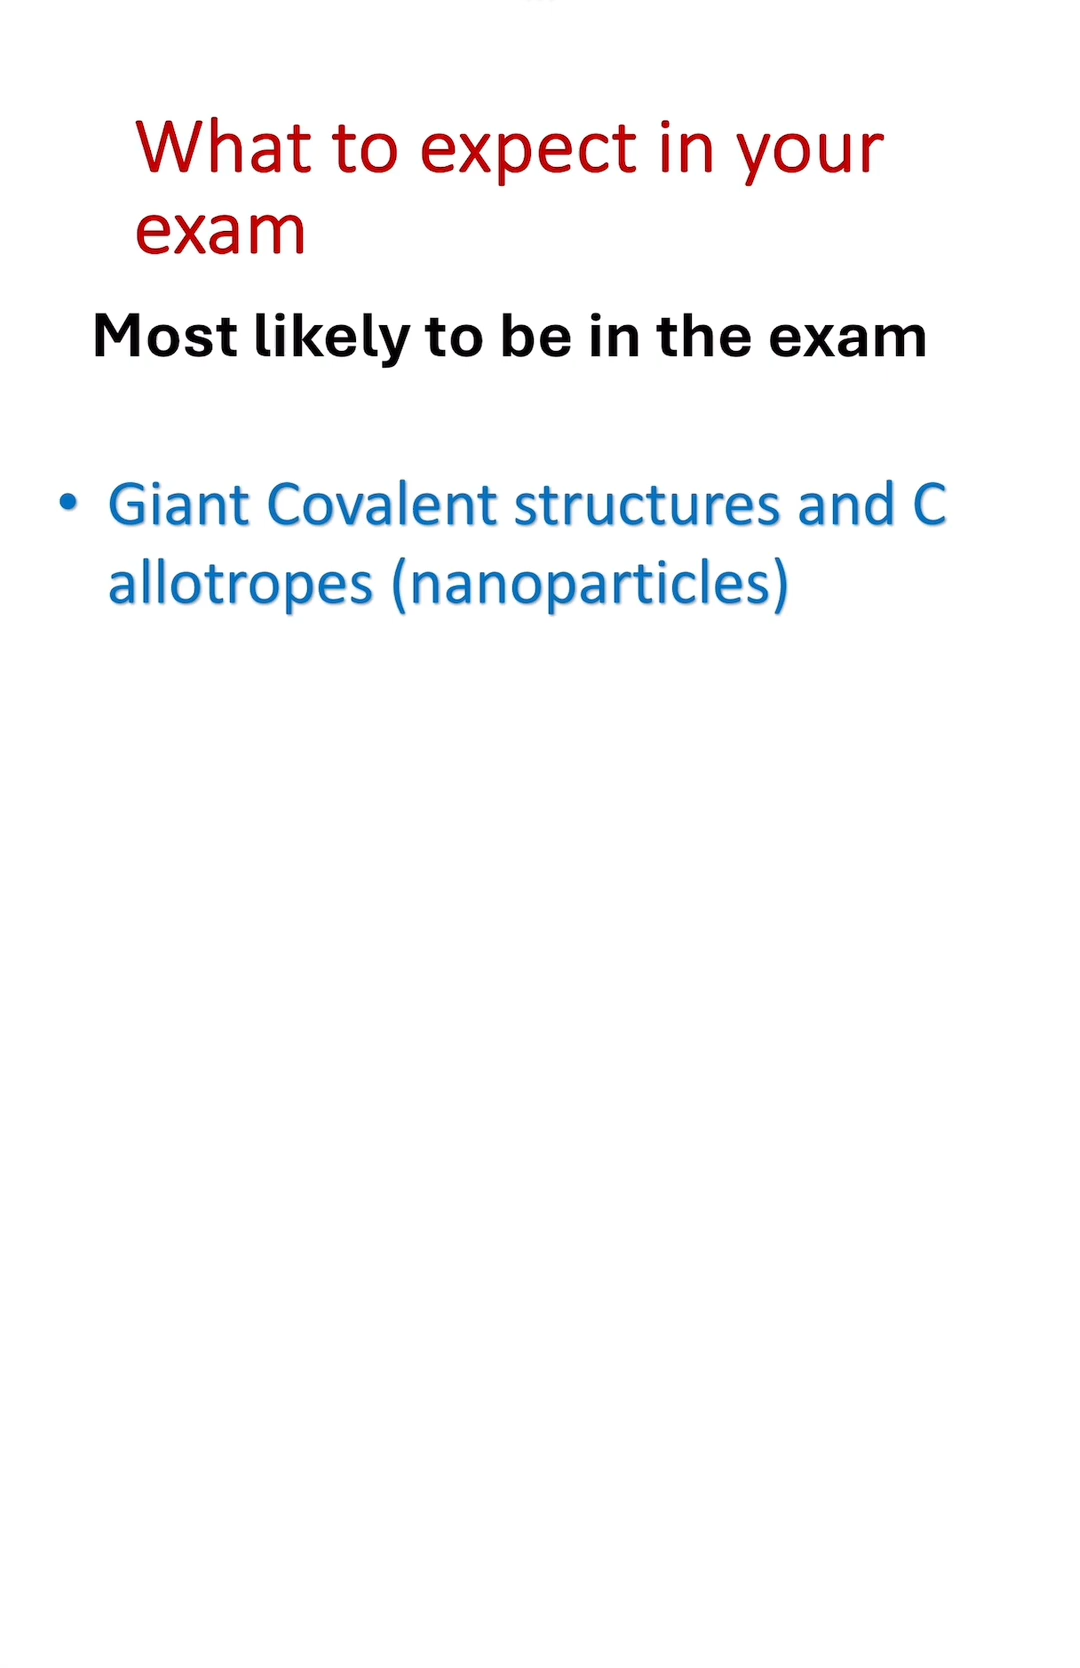 What to expect in your
exam
Most likely to be in the exam
• Giant Covalent structures and C
allotropes (nanoparticles)